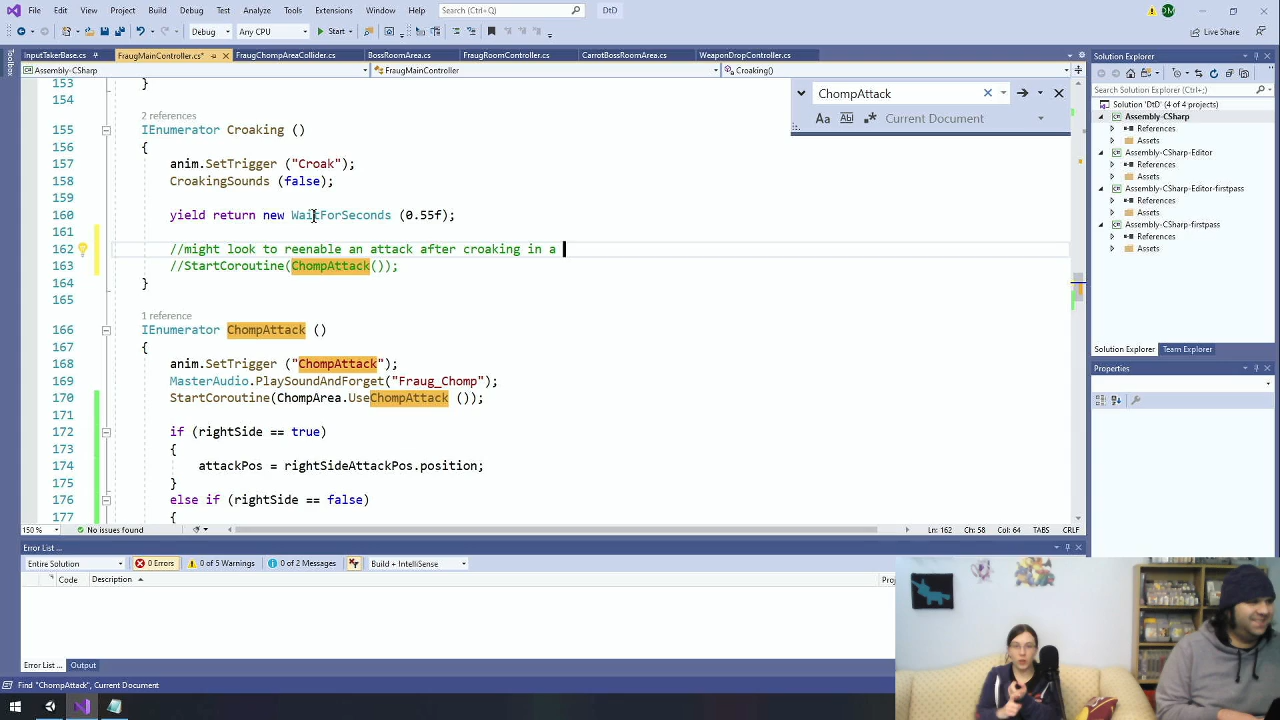 File Edit View Git Project Build Debug Test Analyze Tools Extensions Window Help Search (Ctrl+Q) DtD DM
Debug Any CPU Start Live Share
InputTakerBase.cs FraugMainController.cs* FraugChompAreaCollider.cs BossRoomArea.cs FraugRoomController.cs CarrotBossRoomArea.cs WeaponDropController.cs
Assembly-CSharp FraugMainController Croaking()
Toolbox
ChompAttack
Aa Abl .* Current Document
153 }
154
2 references
155 IEnumerator Croaking ()
156 {
157 anim.SetTrigger ("Croak");
158 CroakingSounds (false);
159
160 yield return new WaitForSeconds (0.55f);
161
162 //might look to reenable an attack after croaking in a
163 //StartCoroutine(ChompAttack());
164 }
165
1 reference
166 IEnumerator ChompAttack ()
167 {
168 anim.SetTrigger ("ChompAttack");
169 MasterAudio.PlaySoundAndForget("Fraug_Chomp");
170 StartCoroutine(ChompArea.UseChompAttack ());
171
172 if (rightSide == true)
173 {
174 attackPos = rightSideAttackPos.position;
175 }
176 else if (rightSide == false)
177 {
150 % No issues found Ln: 162 Ch: 58 Col: 64 TABS CRLF
Error List ...
Entire Solution 0 Errors 0 of 5 Warnings 0 of 2 Messages Build + IntelliSense
Code Description Proj
Error List ... Output
Find "ChompAttack", Current Document
Solution Explorer
Search Solution Explorer (Ctrl+;)
Solution 'DtD' (4 of 4 projects)
Assembly-CSharp
References
Assets
Assembly-CSharp-Editor
References
Assets
Assembly-CSharp-Editor-firstpass
References
Assets
Assembly-CSharp-firstpass
References
Assets
Solution Explorer Team Explorer
Properties